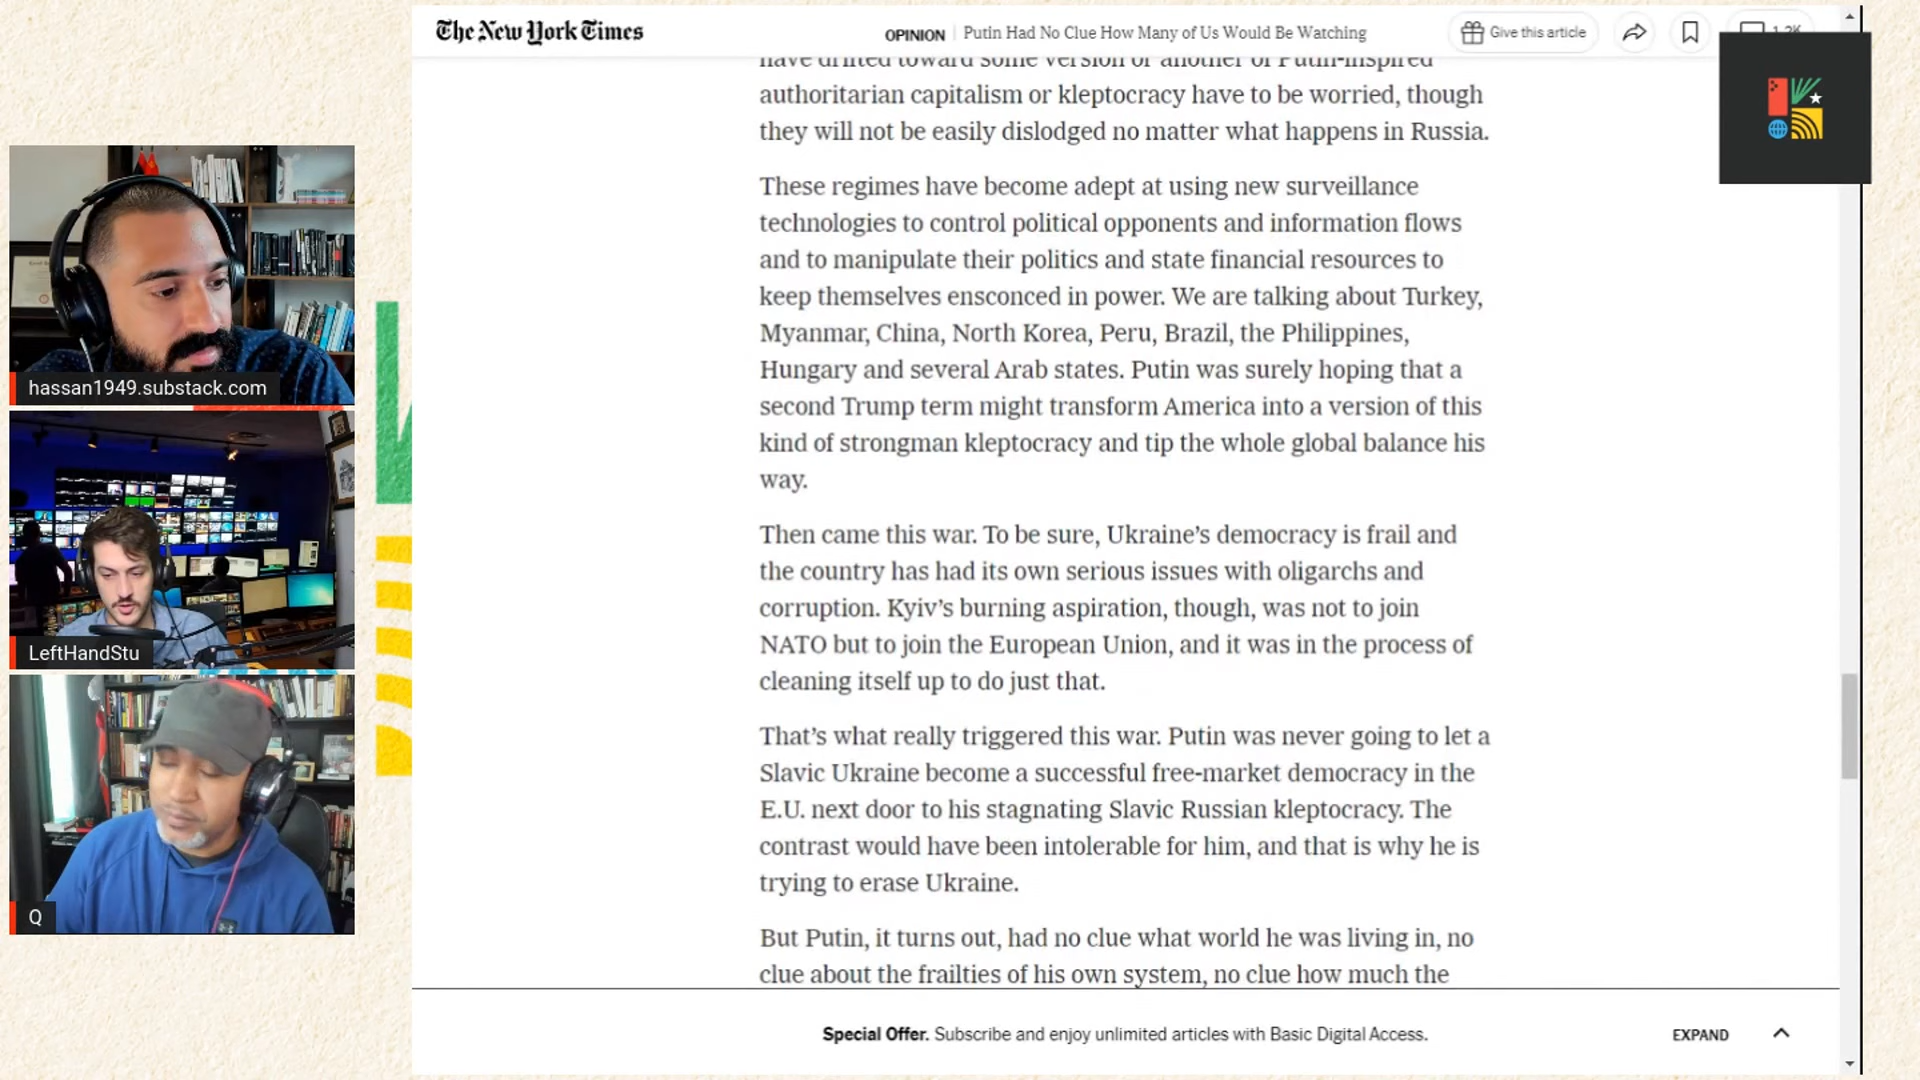 The New York Times
OPINION
Putin Had No Clue How Many of Us Would Be Watching
Give this article
1.2K
have drifted toward some version or another of Putin-inspired
authoritarian capitalism or kleptocracy have to be worried, though
they will not be easily dislodged no matter what happens in Russia.
These regimes have become adept at using new surveillance
technologies to control political opponents and information flows
and to manipulate their politics and state financial resources to
keep themselves ensconced in power. We are talking about Turkey,
Myanmar, China, North Korea, Peru, Brazil, the Philippines,
Hungary and several Arab states. Putin was surely hoping that a
second Trump term might transform America into a version of this
kind of strongman kleptocracy and tip the whole global balance his
way.
Then came this war. To be sure, Ukraine’s democracy is frail and
the country has had its own serious issues with oligarchs and
corruption. Kyiv’s burning aspiration, though, was not to join
NATO but to join the European Union, and it was in the process of
cleaning itself up to do just that.
That’s what really triggered this war. Putin was never going to let a
Slavic Ukraine become a successful free-market democracy in the
E.U. next door to his stagnating Slavic Russian kleptocracy. The
contrast would have been intolerable for him, and that is why he is
trying to erase Ukraine.
But Putin, it turns out, had no clue what world he was living in, no
clue about the frailties of his own system, no clue how much the
Special Offer. Subscribe and enjoy unlimited articles with Basic Digital Access.
EXPAND
hassan1949.substack.com
LeftHandStu
Q